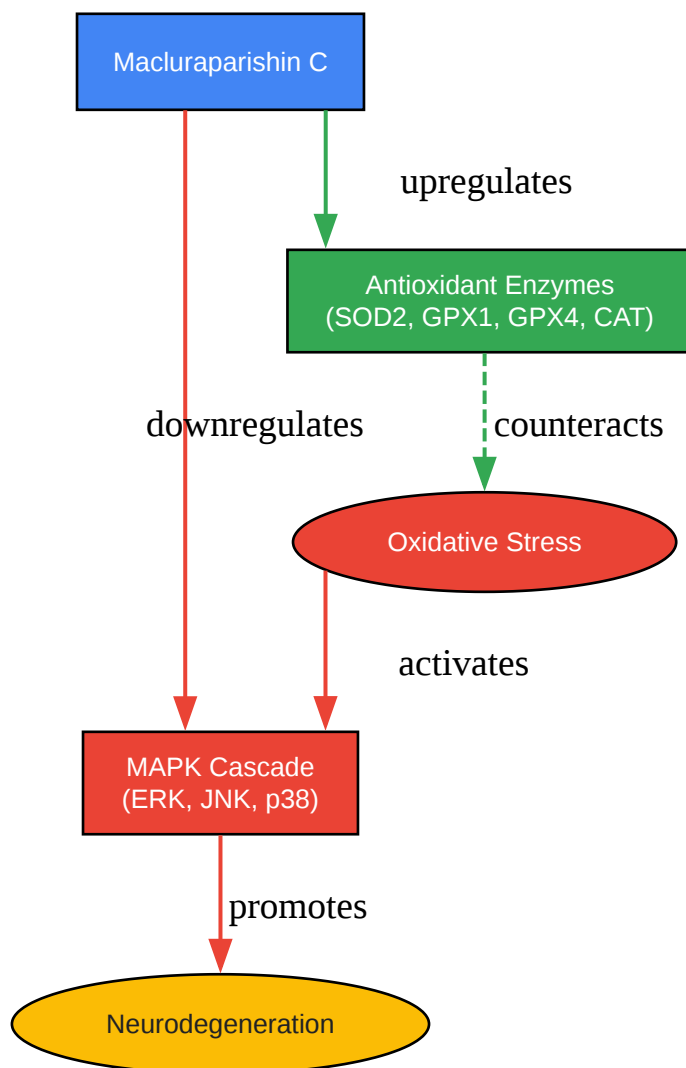 Macluraparishin C
upregulates
Antioxidant Enzymes
(SOD2, GPX1, GPX4, CAT)
downregulates
counteracts
Oxidative Stress
activates
MAPK Cascade
(ERK, JNK, p38)
promotes
Neurodegeneration